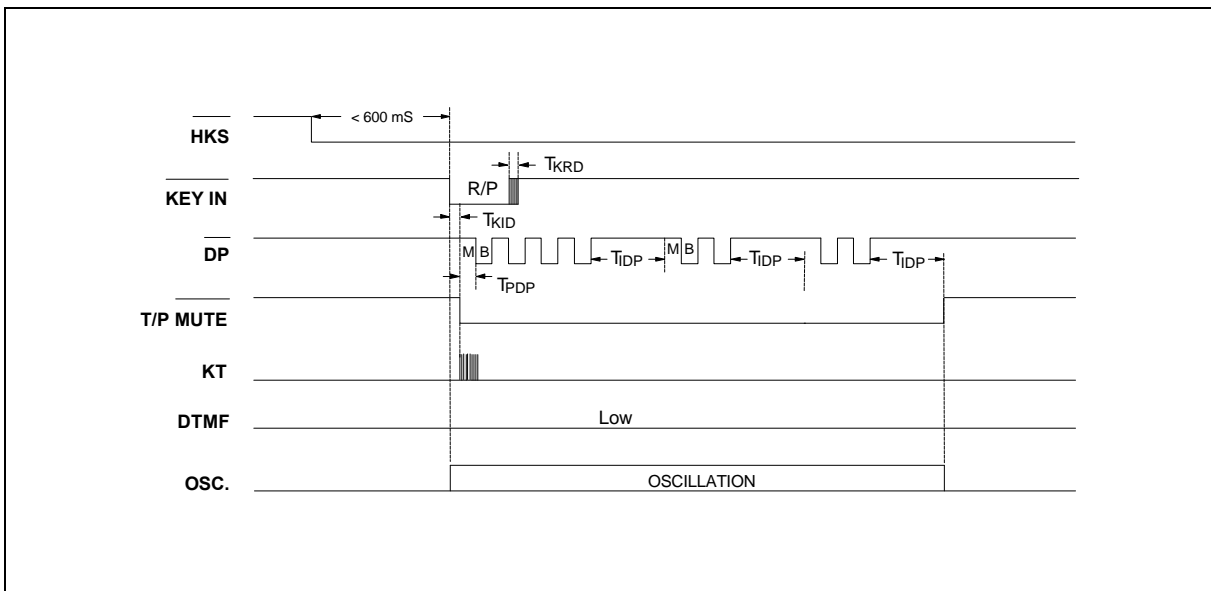 < 600 mS
HKS
TKRD
R/P
KEY IN
TKID
DP
M B
TIDP
M B
TIDP
TIDP
TPDP
T/P MUTE
KT
DTMF
Low
OSC.
OSCILLATION